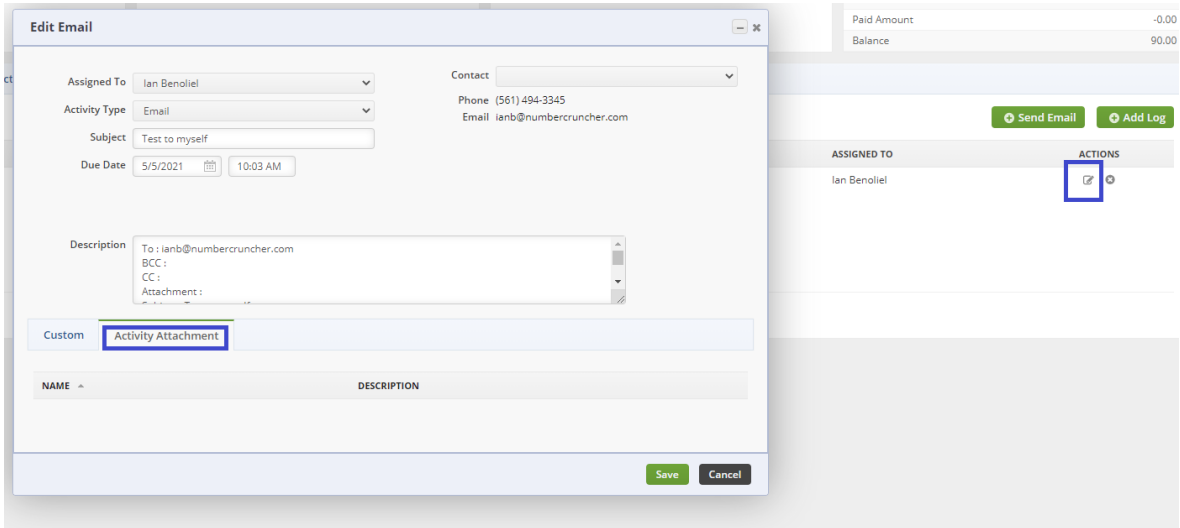 Edit Email
Paid Amount -0.00
Balance 90.00
ct
Assigned To Ian Benoliel
Contact
Activity Type Email
Phone (561) 494-3345
Email ianb@numbercruncher.com
Subject Test to myself
Due Date 5/5/2021 10:03 AM
Send Email Add Log
ASSIGNED TO ACTIONS
Ian Benoliel
Description To : ianb@numbercruncher.com
BCC :
CC :
Attachment :
Custom Activity Attachment
NAME DESCRIPTION
Save Cancel